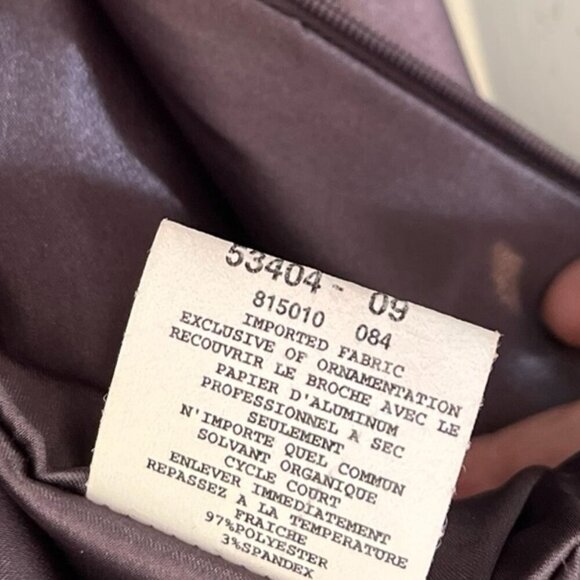 53404- 09
815010 084
IMPORTED FABRIC
EXCLUSIVE OF ORNAMENTATION
RECOUVRIR LE BROCHE AVEC LE
PAPIER D'ALUMINUM
PROFESSIONNEL A SEC
SEULEMENT
N'IMPORTE QUEL COMMUN
SOLVANT ORGANIQUE
CYCLE COURT
ENLEVER IMMEDIATEMENT
REPASSEZ A LA TEMPERATURE
FRAICHE
97%POLYESTER
3%SPANDEX